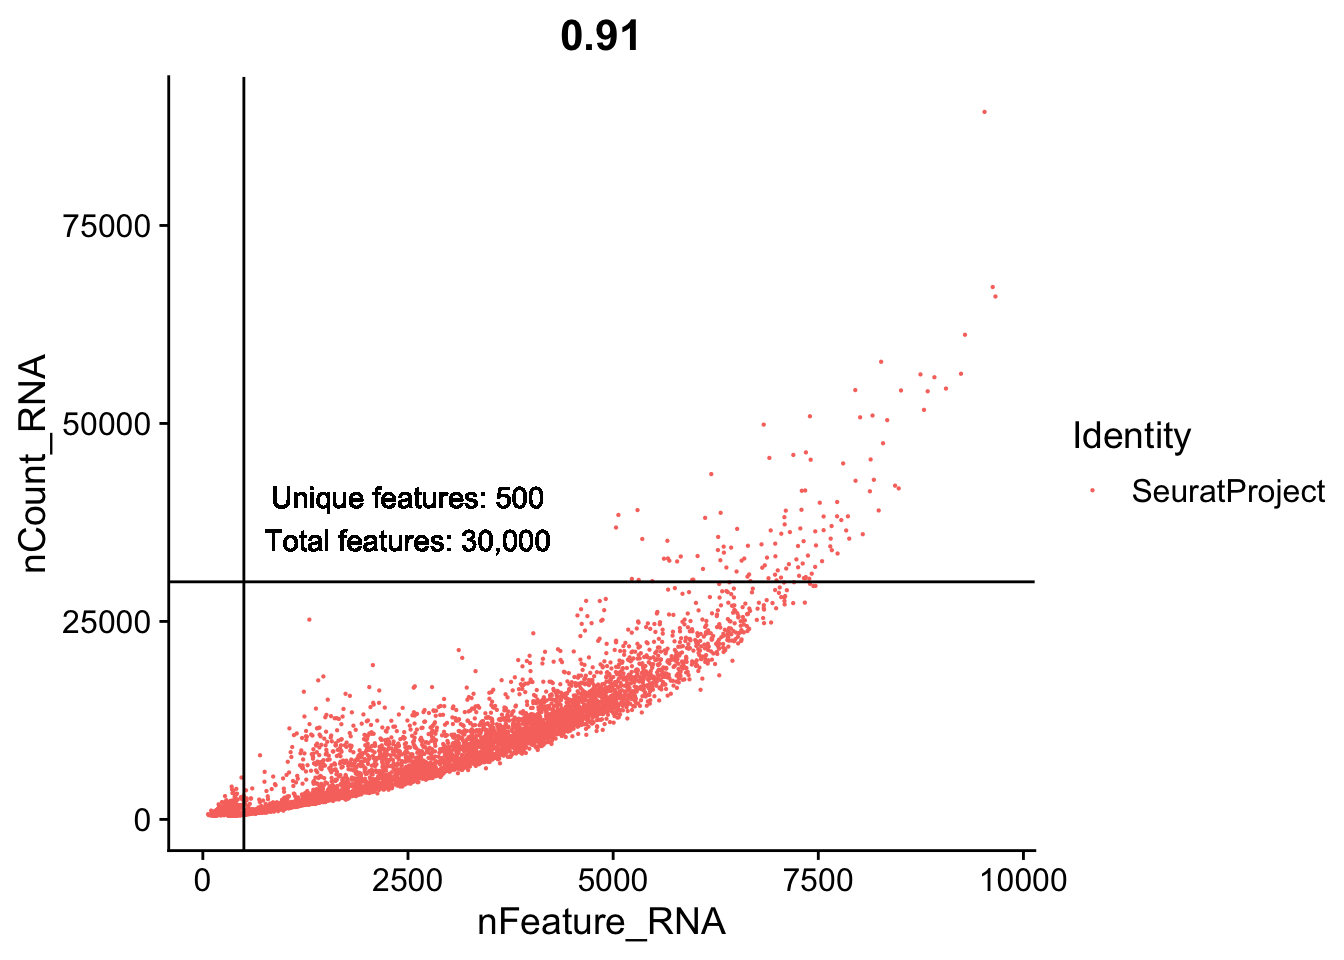 0.91
nCount_RNA
75000
50000
25000
0
Unique features: 500
Total features: 30,000
0
2500
5000
7500
10000
nFeature_RNA
Identity
SeuratProject